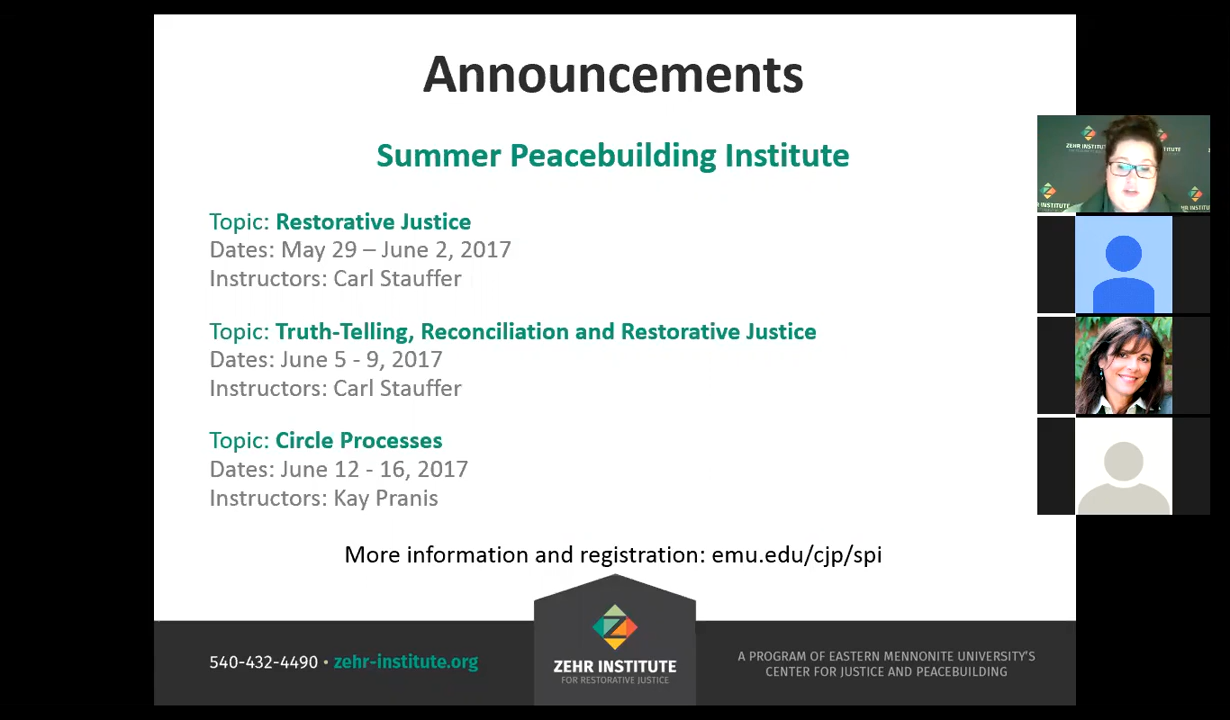 Announcements
Summer Peacebuilding Institute
Topic: Restorative Justice
Dates: May 29 – June 2, 2017
Instructors: Carl Stauffer
Topic: Truth-Telling, Reconciliation and Restorative Justice
Dates: June 5 - 9, 2017
Instructors: Carl Stauffer
Topic: Circle Processes
Dates: June 12 - 16, 2017
Instructors: Kay Pranis
More information and registration: emu.edu/cjp/spi
540-432-4490 • zehr-institute.org
ZEHR INSTITUTE
FOR RESTORATIVE JUSTICE
A PROGRAM OF EASTERN MENNONITE UNIVERSITY'S
CENTER FOR JUSTICE AND PEACEBUILDING
ZEHR INSTITUTE